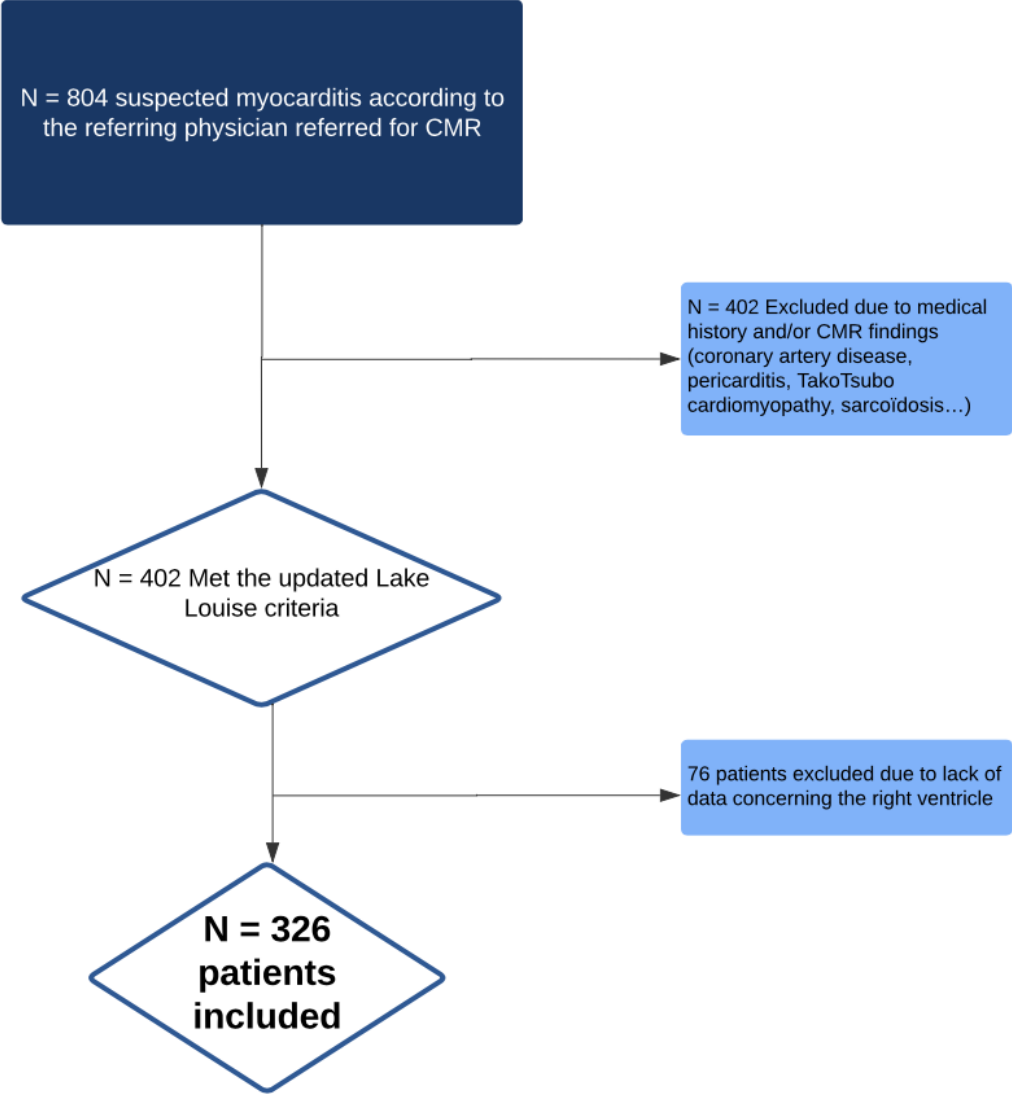 N = 804 suspected myocarditis according to
the referring physician referred for CMR
N = 402 Excluded due to medical
history and/or CMR findings
(coronary artery disease,
pericarditis, TakoTsubo
cardiomyopathy, sarcoïdosis…)
N = 402 Met the updated Lake
Louise criteria
76 patients excluded due to lack of
data concerning the right ventricle
N = 326
patients
included